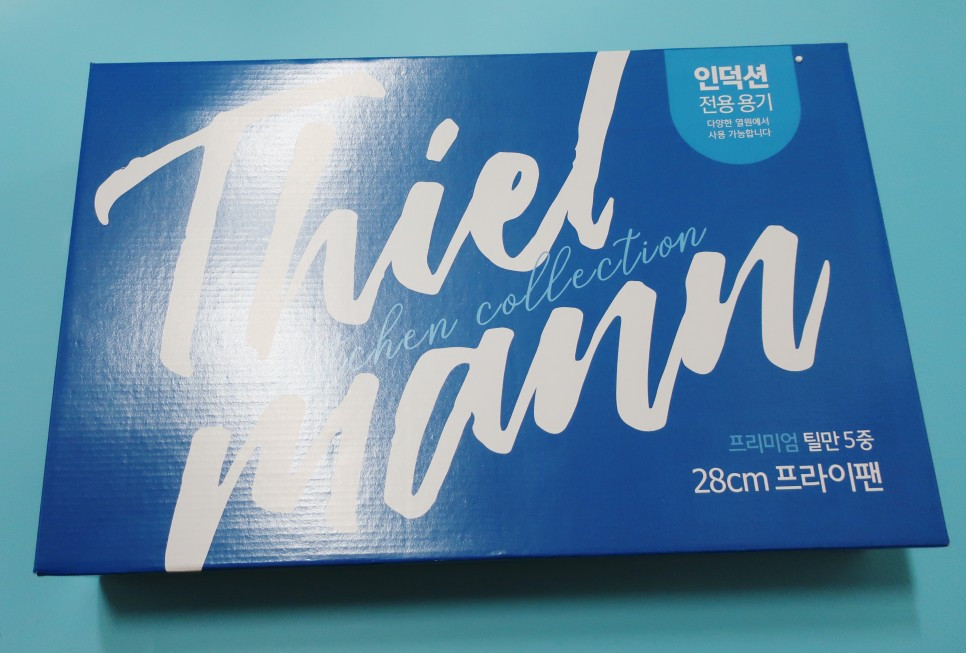 Thiel
mann
collection
인덕션
전용 용기
다양한 열원에서
사용 가능합니다
프리미엄 틸만 5중
28cm 프라이팬